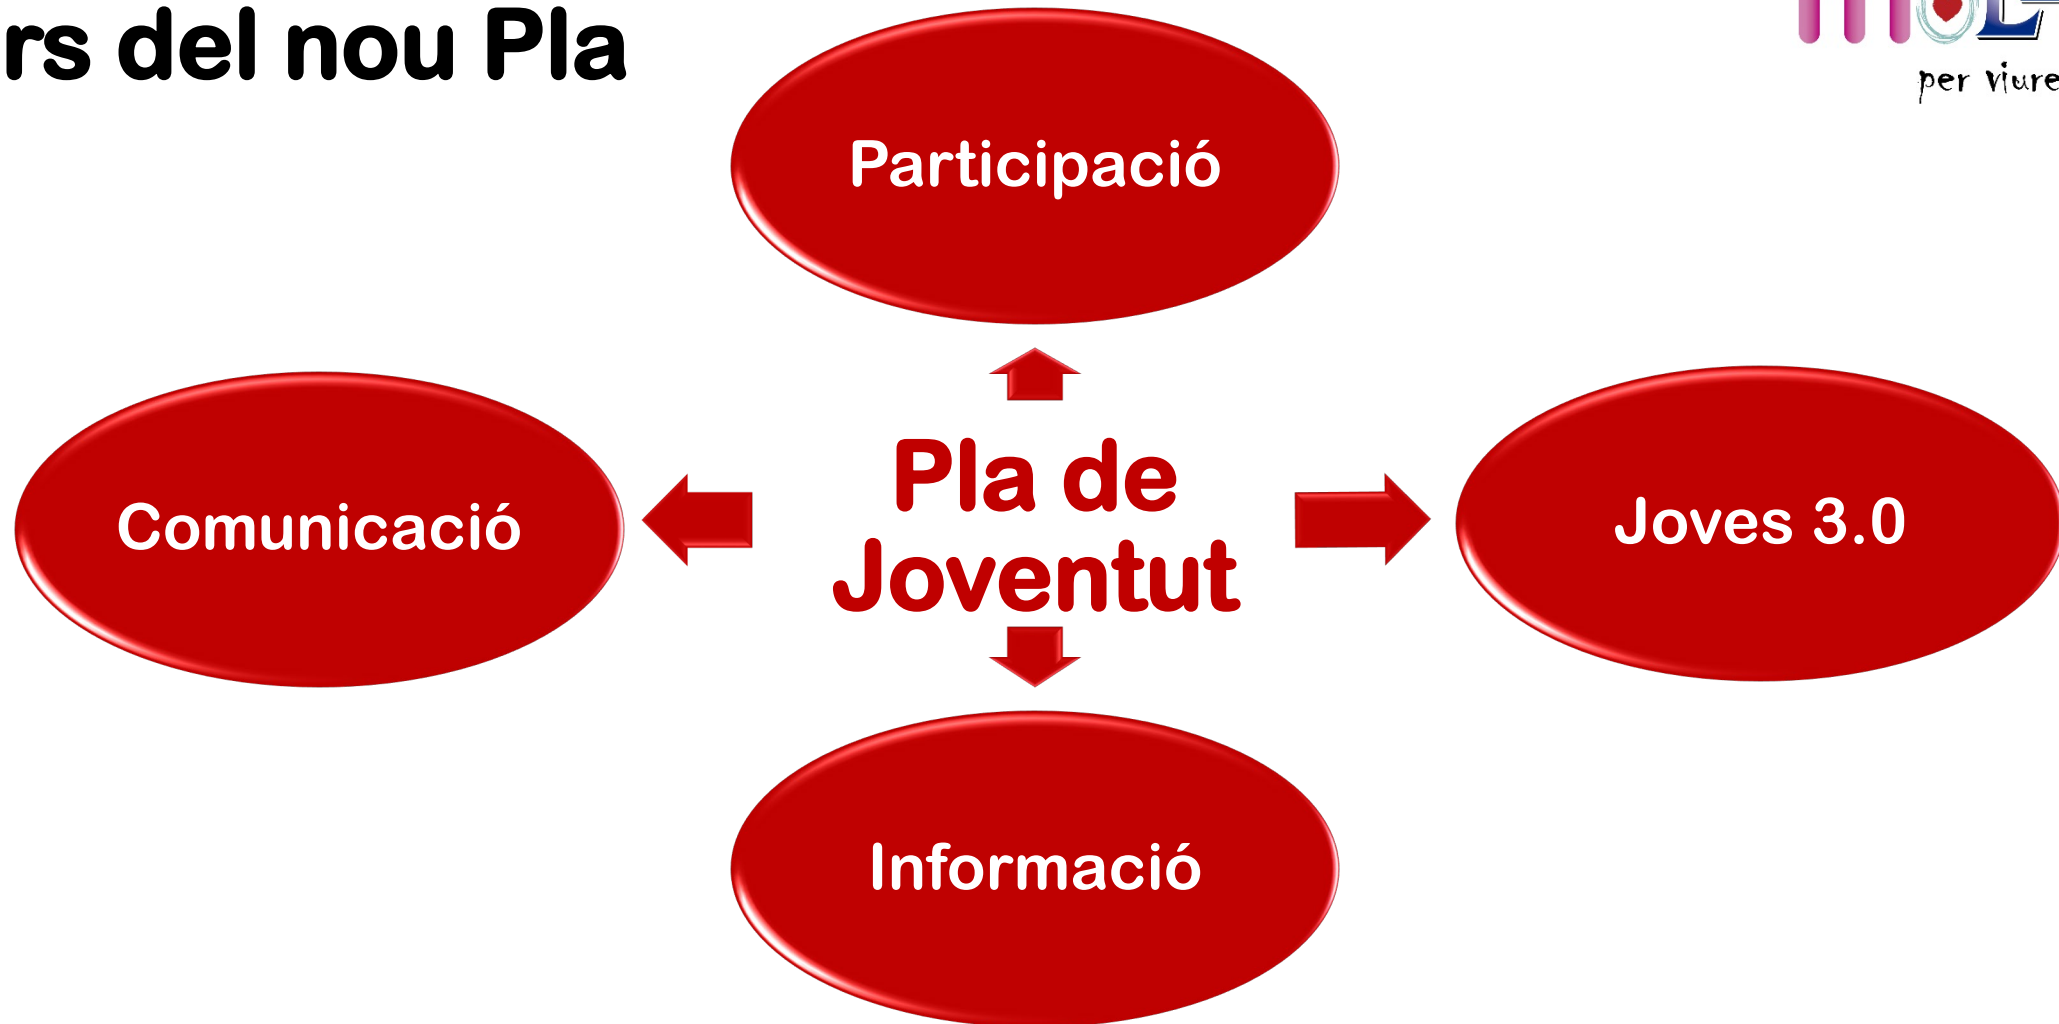 rs del nou Pla
per viure
Participació
Comunicació
Pla de
Joventut
Joves 3.0
Informació